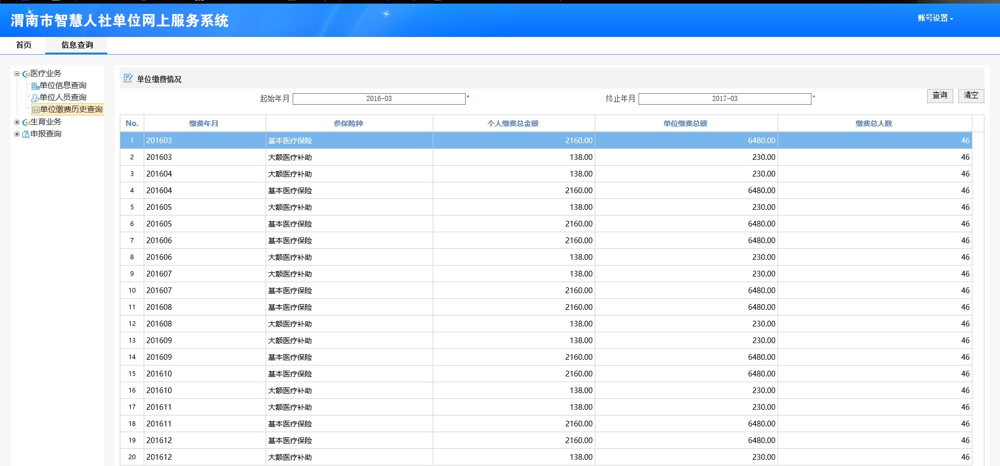 渭南市智慧人社单位网上服务系统
账号设置
首页 信息查询
医疗业务
单位信息查询
单位人员查询
单位缴费历史查询
生育业务
申报查询
单位缴费情况
起始年月 2016-03 * 终止年月 2017-03 * 查询 清空
No. 缴费年月 参保险种 个人缴费总金额 单位缴费总额 缴费总人数
1 201603 基本医疗保险 2160.00 6480.00 46
2 201603 大额医疗补助 138.00 230.00 46
3 201604 大额医疗补助 138.00 230.00 46
4 201604 基本医疗保险 2160.00 6480.00 46
5 201605 大额医疗补助 138.00 230.00 46
6 201605 基本医疗保险 2160.00 6480.00 46
7 201606 基本医疗保险 2160.00 6480.00 46
8 201606 大额医疗补助 138.00 230.00 46
9 201607 大额医疗补助 138.00 230.00 46
10 201607 基本医疗保险 2160.00 6480.00 46
11 201608 基本医疗保险 2160.00 6480.00 46
12 201608 大额医疗补助 138.00 230.00 46
13 201609 大额医疗补助 138.00 230.00 46
14 201609 基本医疗保险 2160.00 6480.00 46
15 201610 基本医疗保险 2160.00 6480.00 46
16 201610 大额医疗补助 138.00 230.00 46
17 201611 大额医疗补助 138.00 230.00 46
18 201611 基本医疗保险 2160.00 6480.00 46
19 201612 基本医疗保险 2160.00 6480.00 46
20 201612 大额医疗补助 138.00 230.00 46